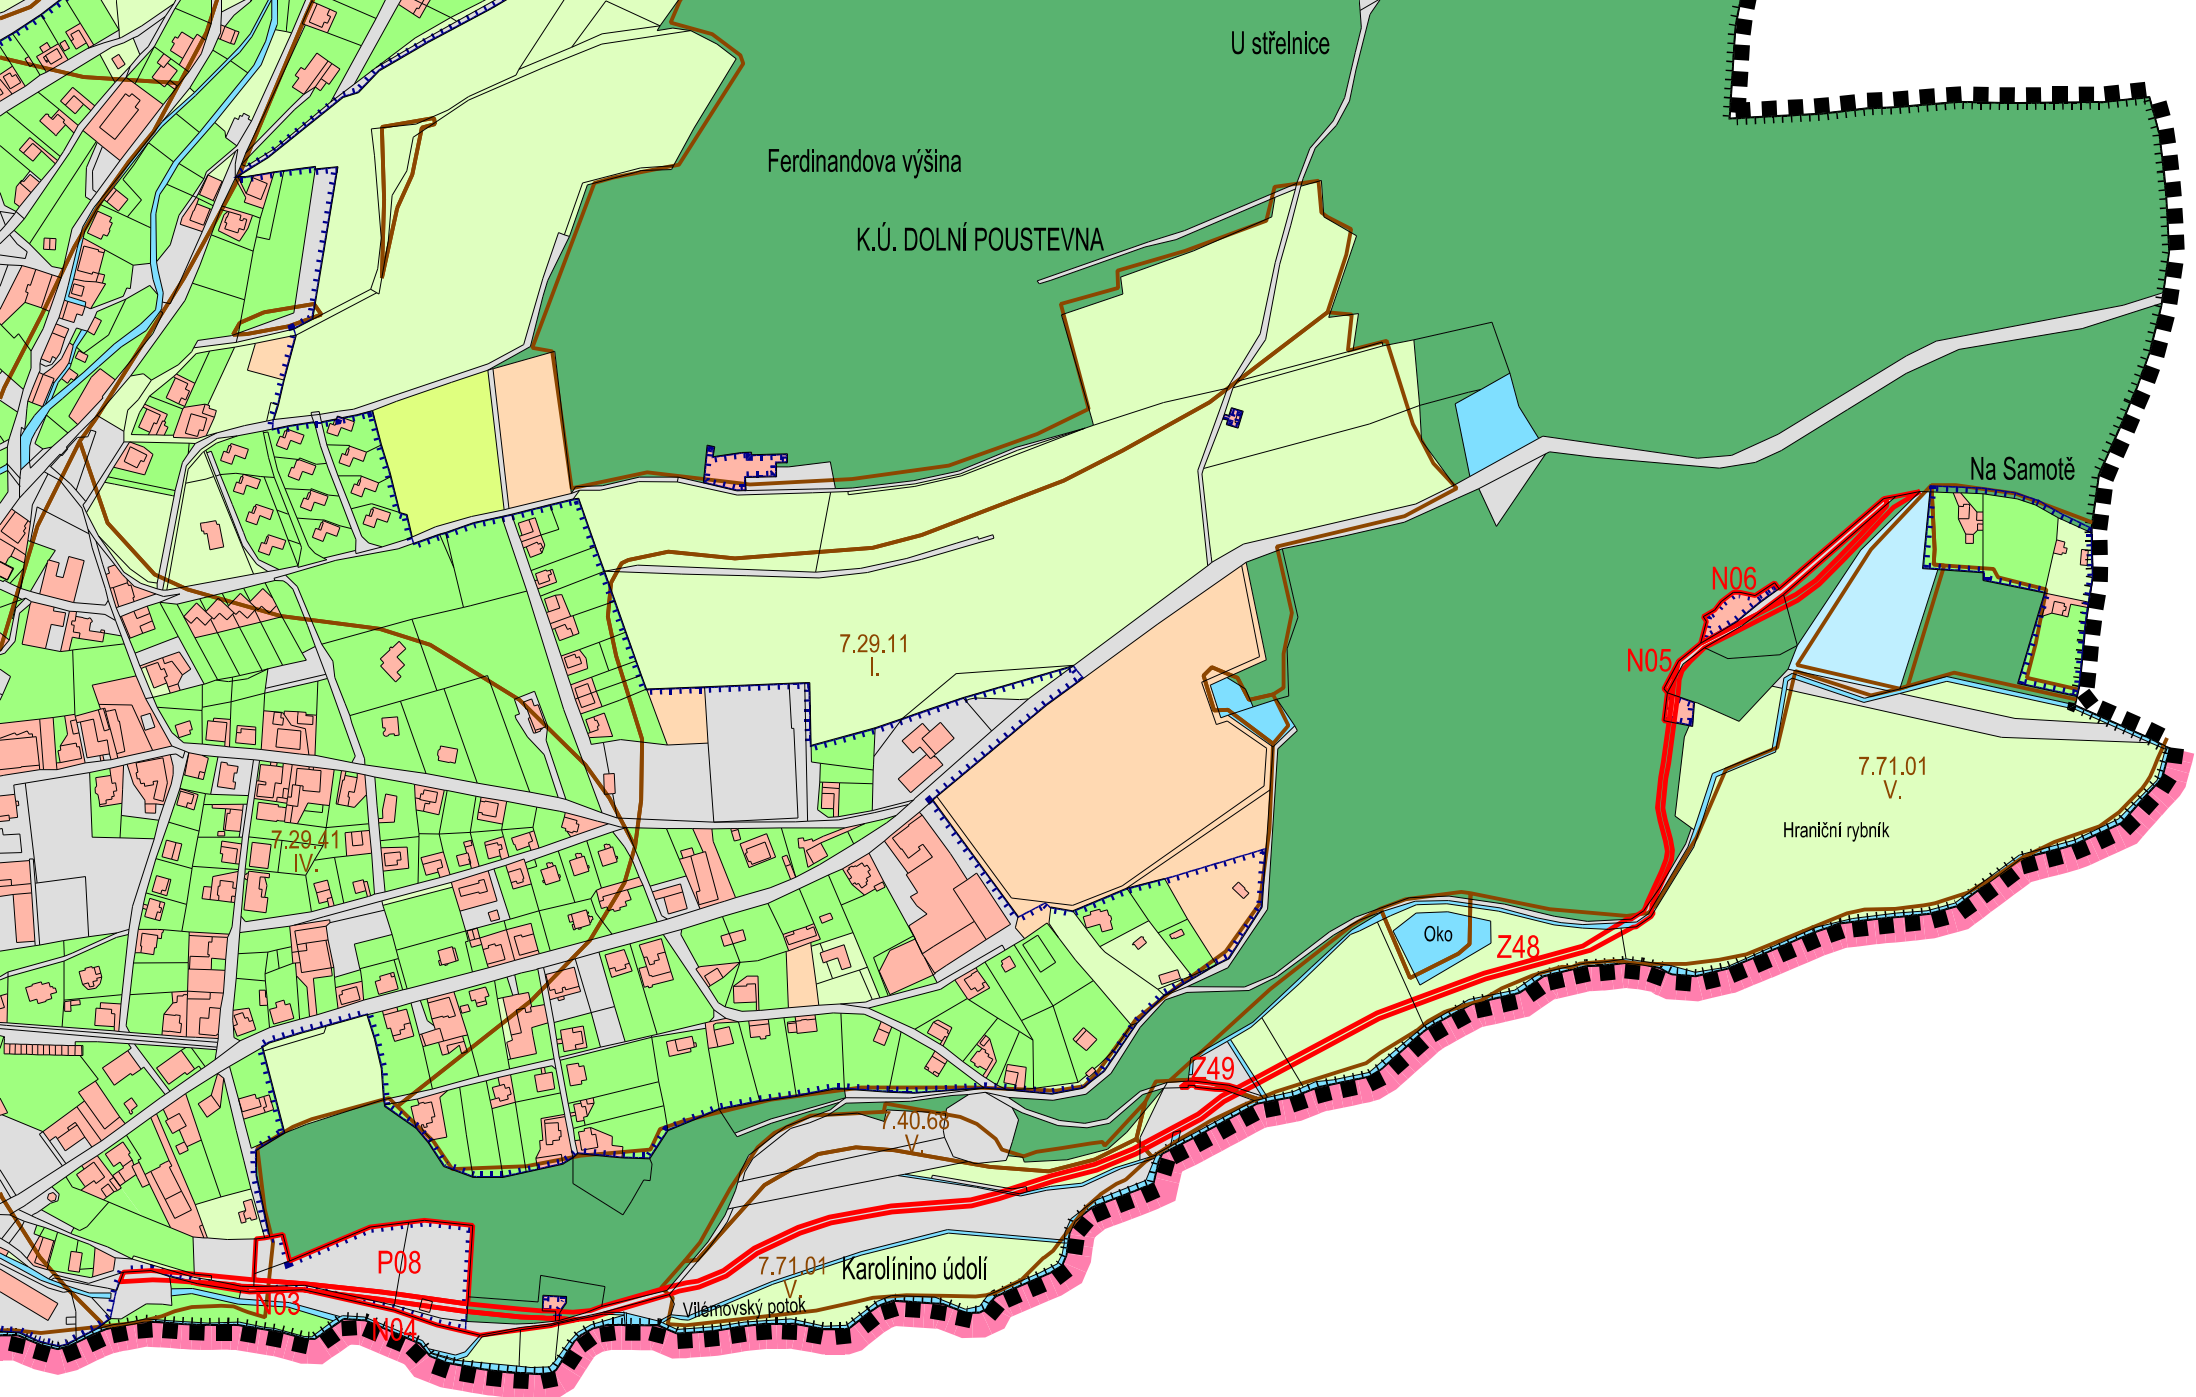 U střelnice
Ferdinandova výšina
K.Ú. DOLNÍ POUSTEVNA
Na Samotě
N06
7.29.11
I.
N05
7.71.01
V.
Hraniční rybník
7.29.41
IV.
Oko
Z48
Z49
7.40.68
V.
P08
7.71.01
V.
Karolínino údolí
N03
Vilémovský potok
N04